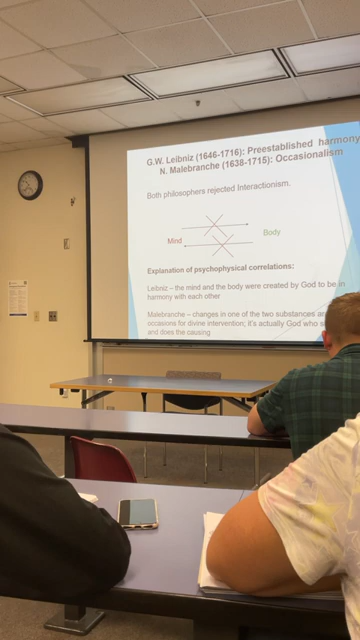 G.W. Leibniz (1646-1716): Preestablished harmony
N. Malebranche (1638-1715): Occasionalism
Both philosophers rejected Interactionism.
Mind
Body
Explanation of psychophysical correlations:
Leibniz – the mind and the body were created by God to be in
harmony with each other
Malebranche – changes in one of the two substances
occasions for divine intervention; it's actually God who
and does the causing